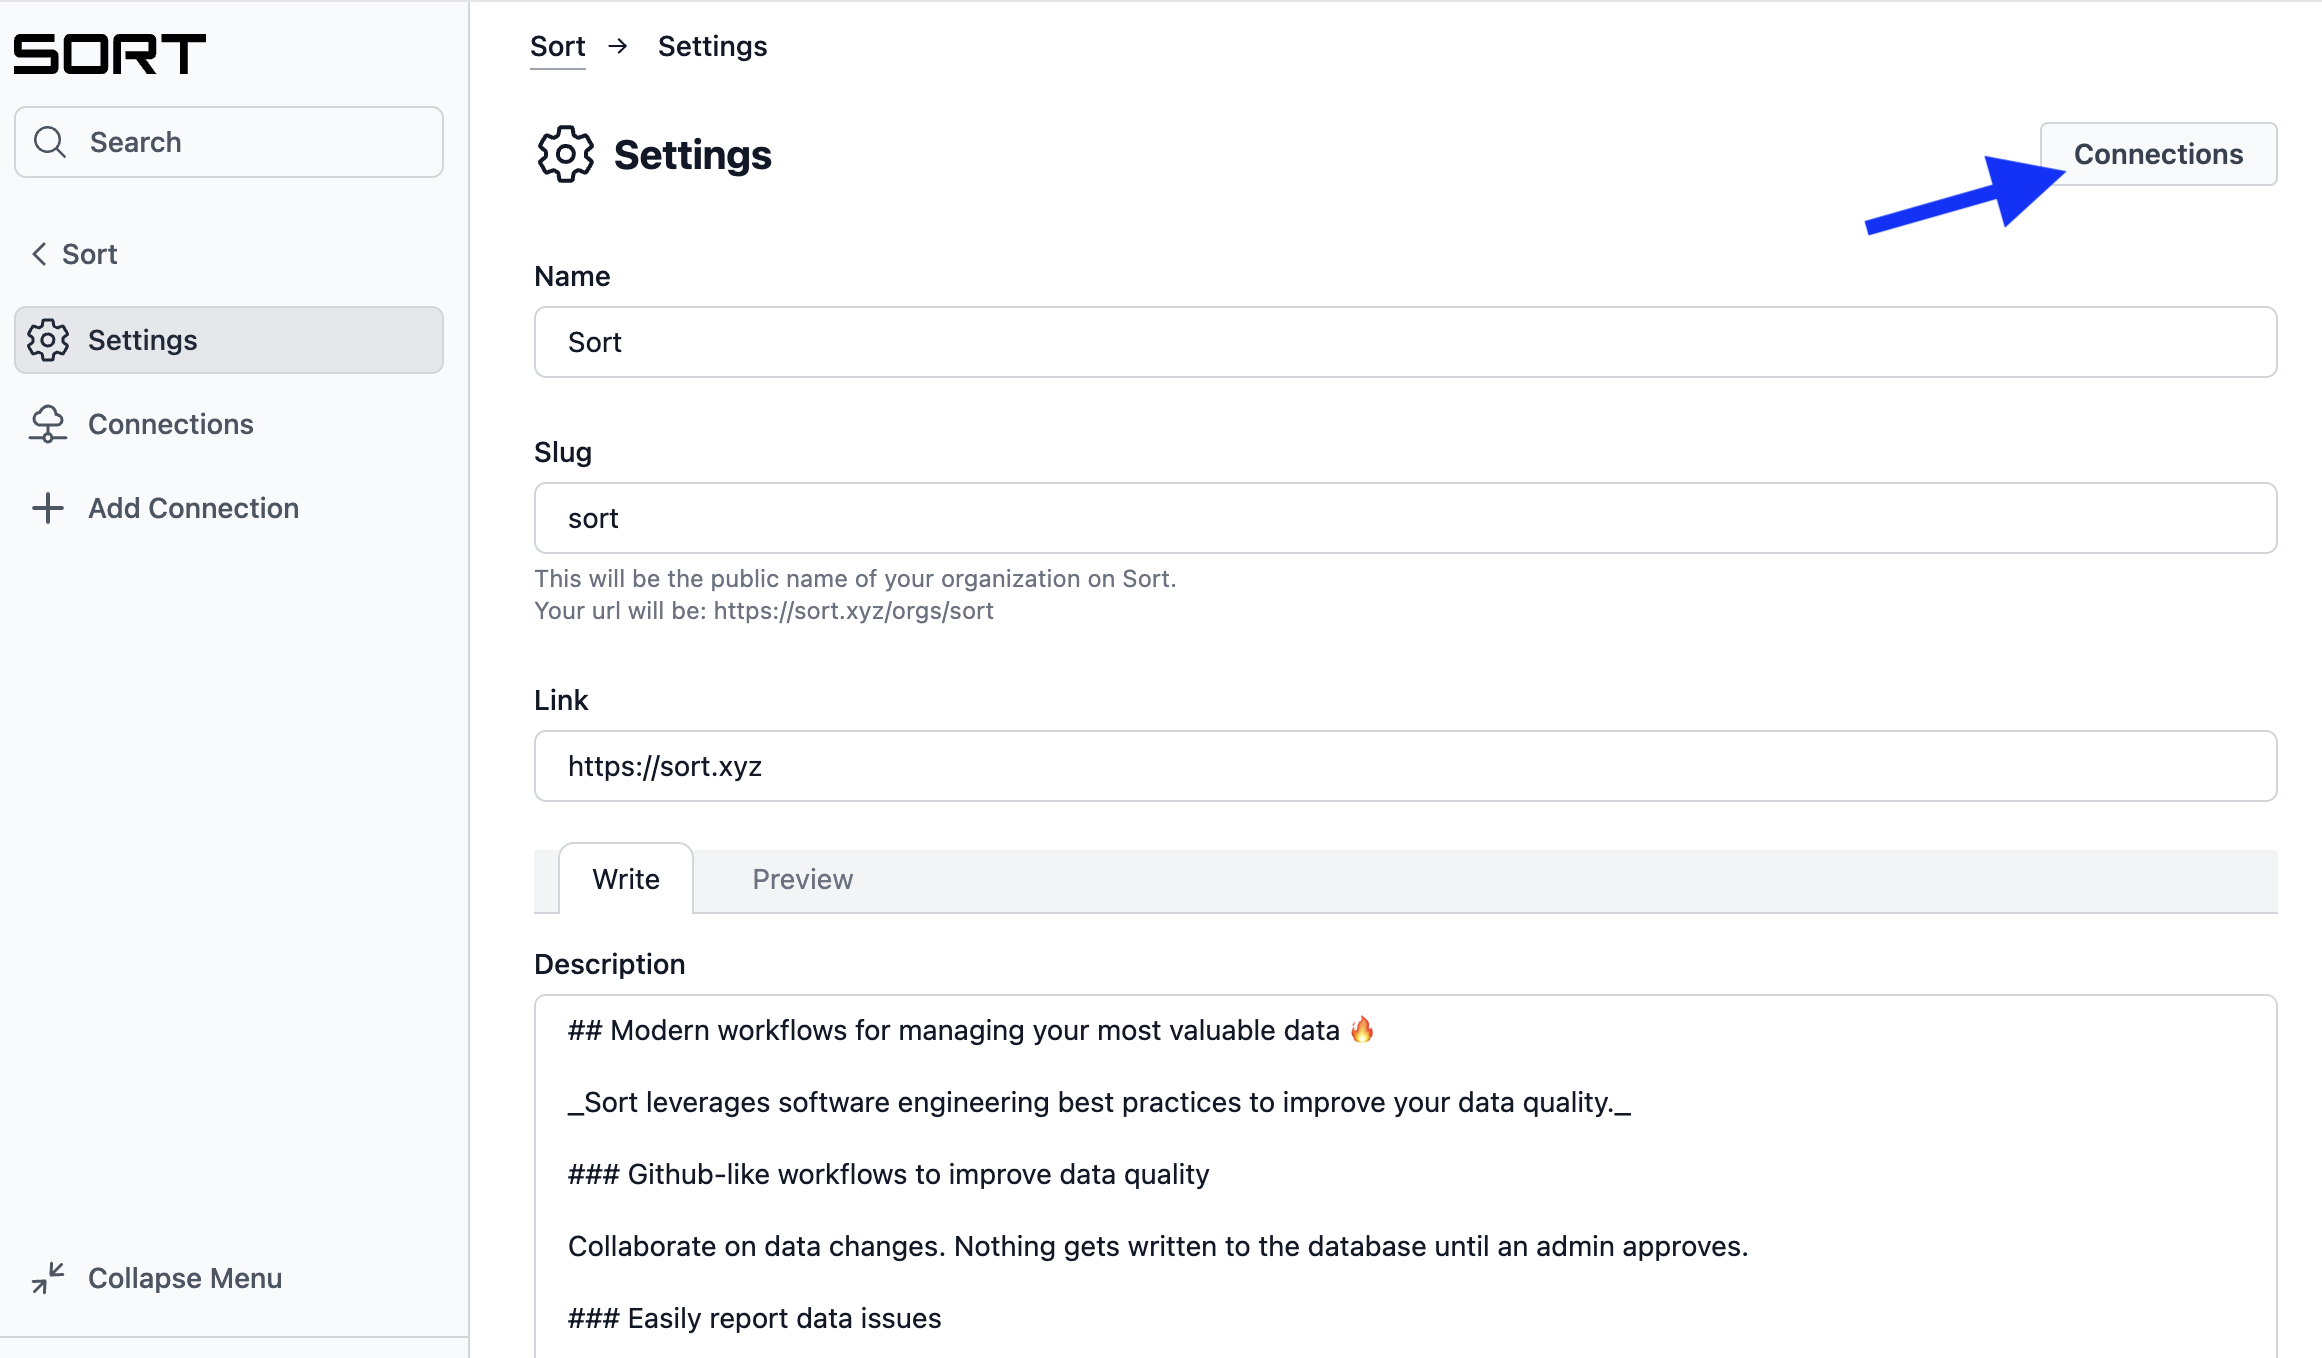 SORT
Search
Sort
Settings
Connections
Add Connection
Collapse Menu
Sort → Settings
Settings
Connections
Name
Sort
Slug
sort
This will be the public name of your organization on Sort.
Your url will be: https://sort.xyz/orgs/sort
Link
https://sort.xyz
Write
Preview
Description
## Modern workflows for managing your most valuable data 🔥
_Sort leverages software engineering best practices to improve your data quality._
### Github-like workflows to improve data quality
Collaborate on data changes. Nothing gets written to the database until an admin approves.
### Easily report data issues